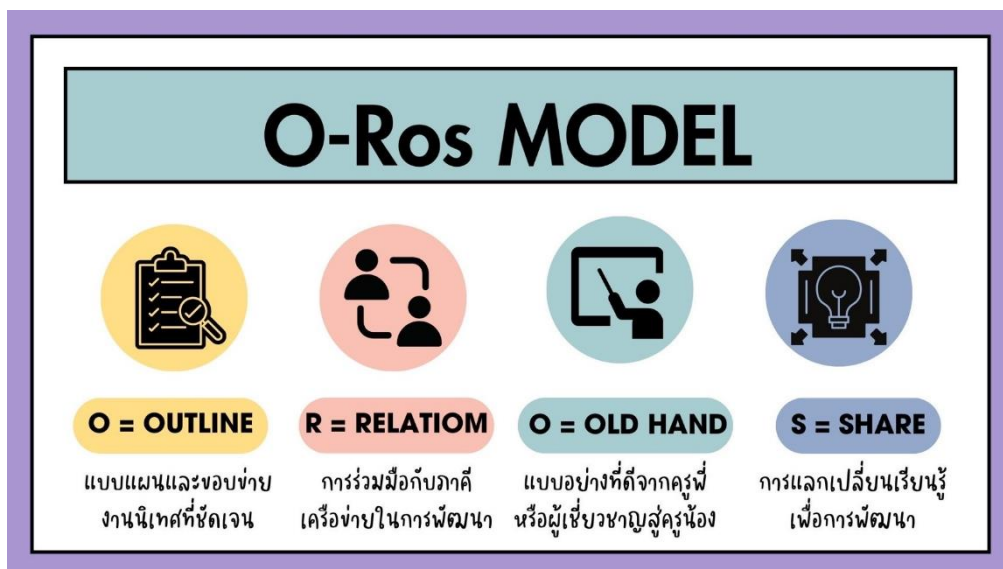 O-Ros MODEL
O = OUTLINE
แบบแผนและขอบข่าย
งานนิเทศที่ชัดเจน
R = RELATIOM
การร่วมมือกับภาคี
เครือข่ายในการพัฒนา
O = OLD HAND
แบบอย่างที่ดีจากครูพี่
หรือผู้เชี่ยวชาญสู่ครูน้อง
S = SHARE
การแลกเปลี่ยนเรียนรู้
เพื่อการพัฒนา